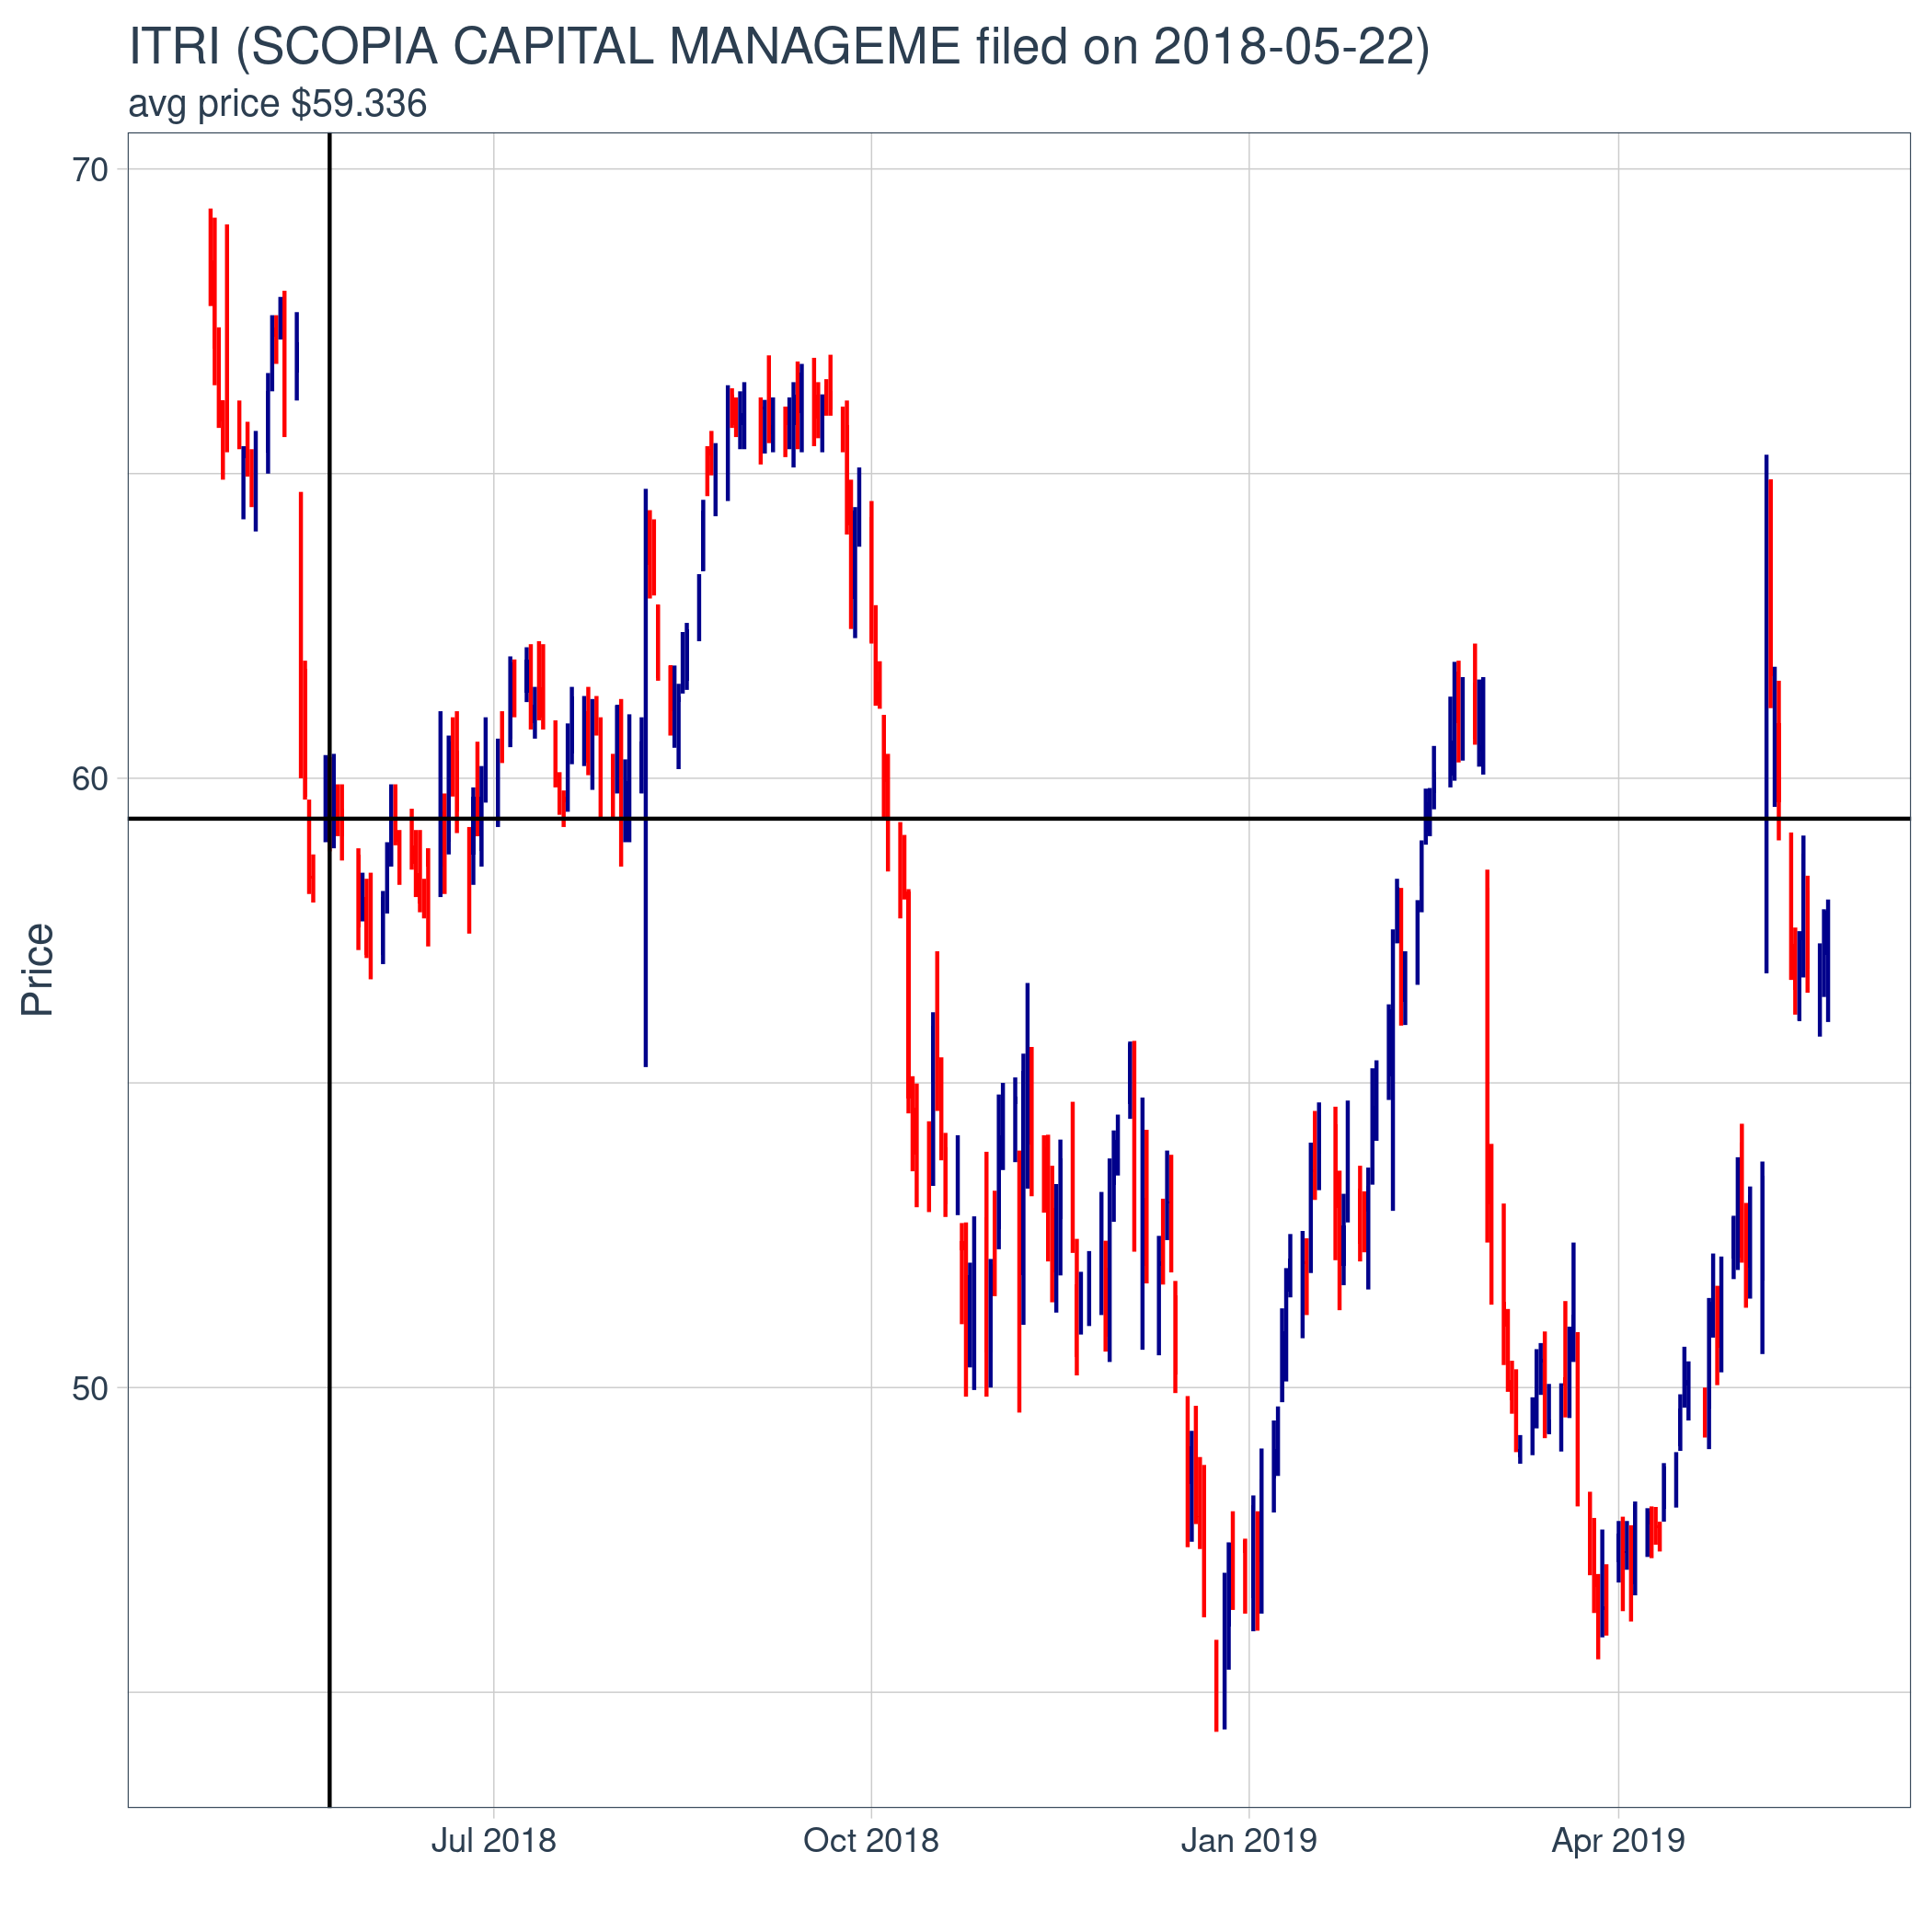 ITRI (SCOPIA CAPITAL MANAGEME filed on 2018-05-22)
avg price $59.336
70
60
50
Price
Jul 2018
Oct 2018
Jan 2019
Apr 2019